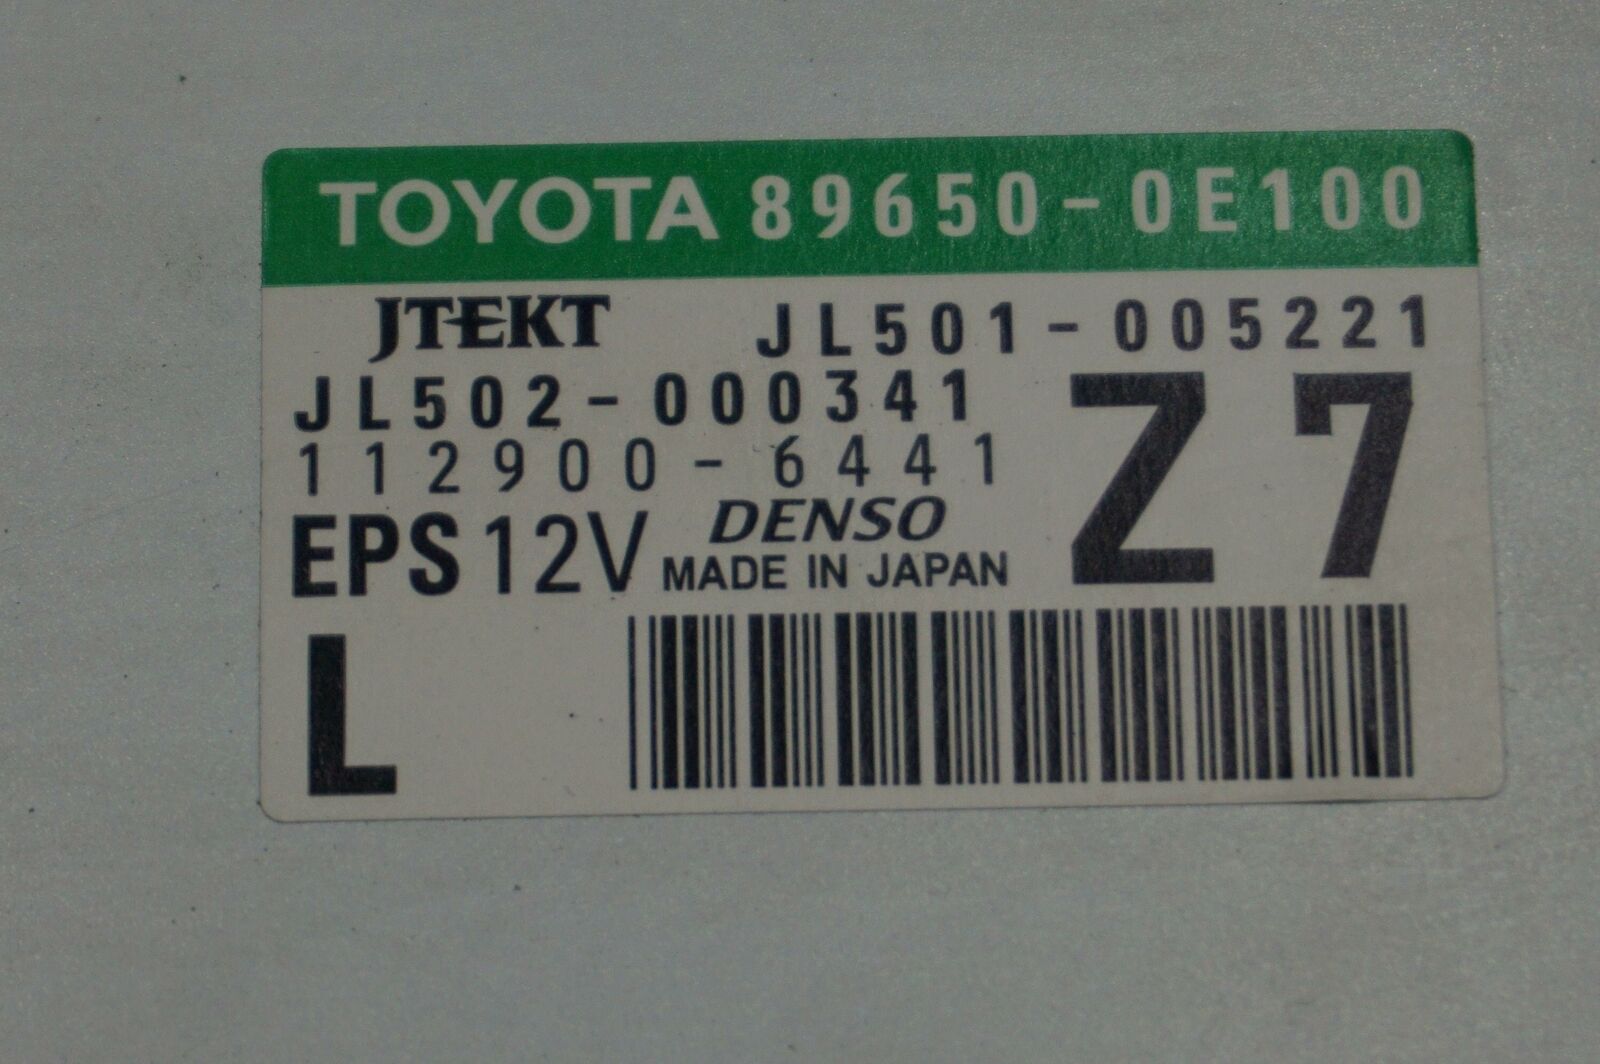 TOYOTA 89650-0E100
JTEKT JL501-005221
JL502-000341
112900-6441
Z7
EPS 12V DENSO
MADE IN JAPAN
L